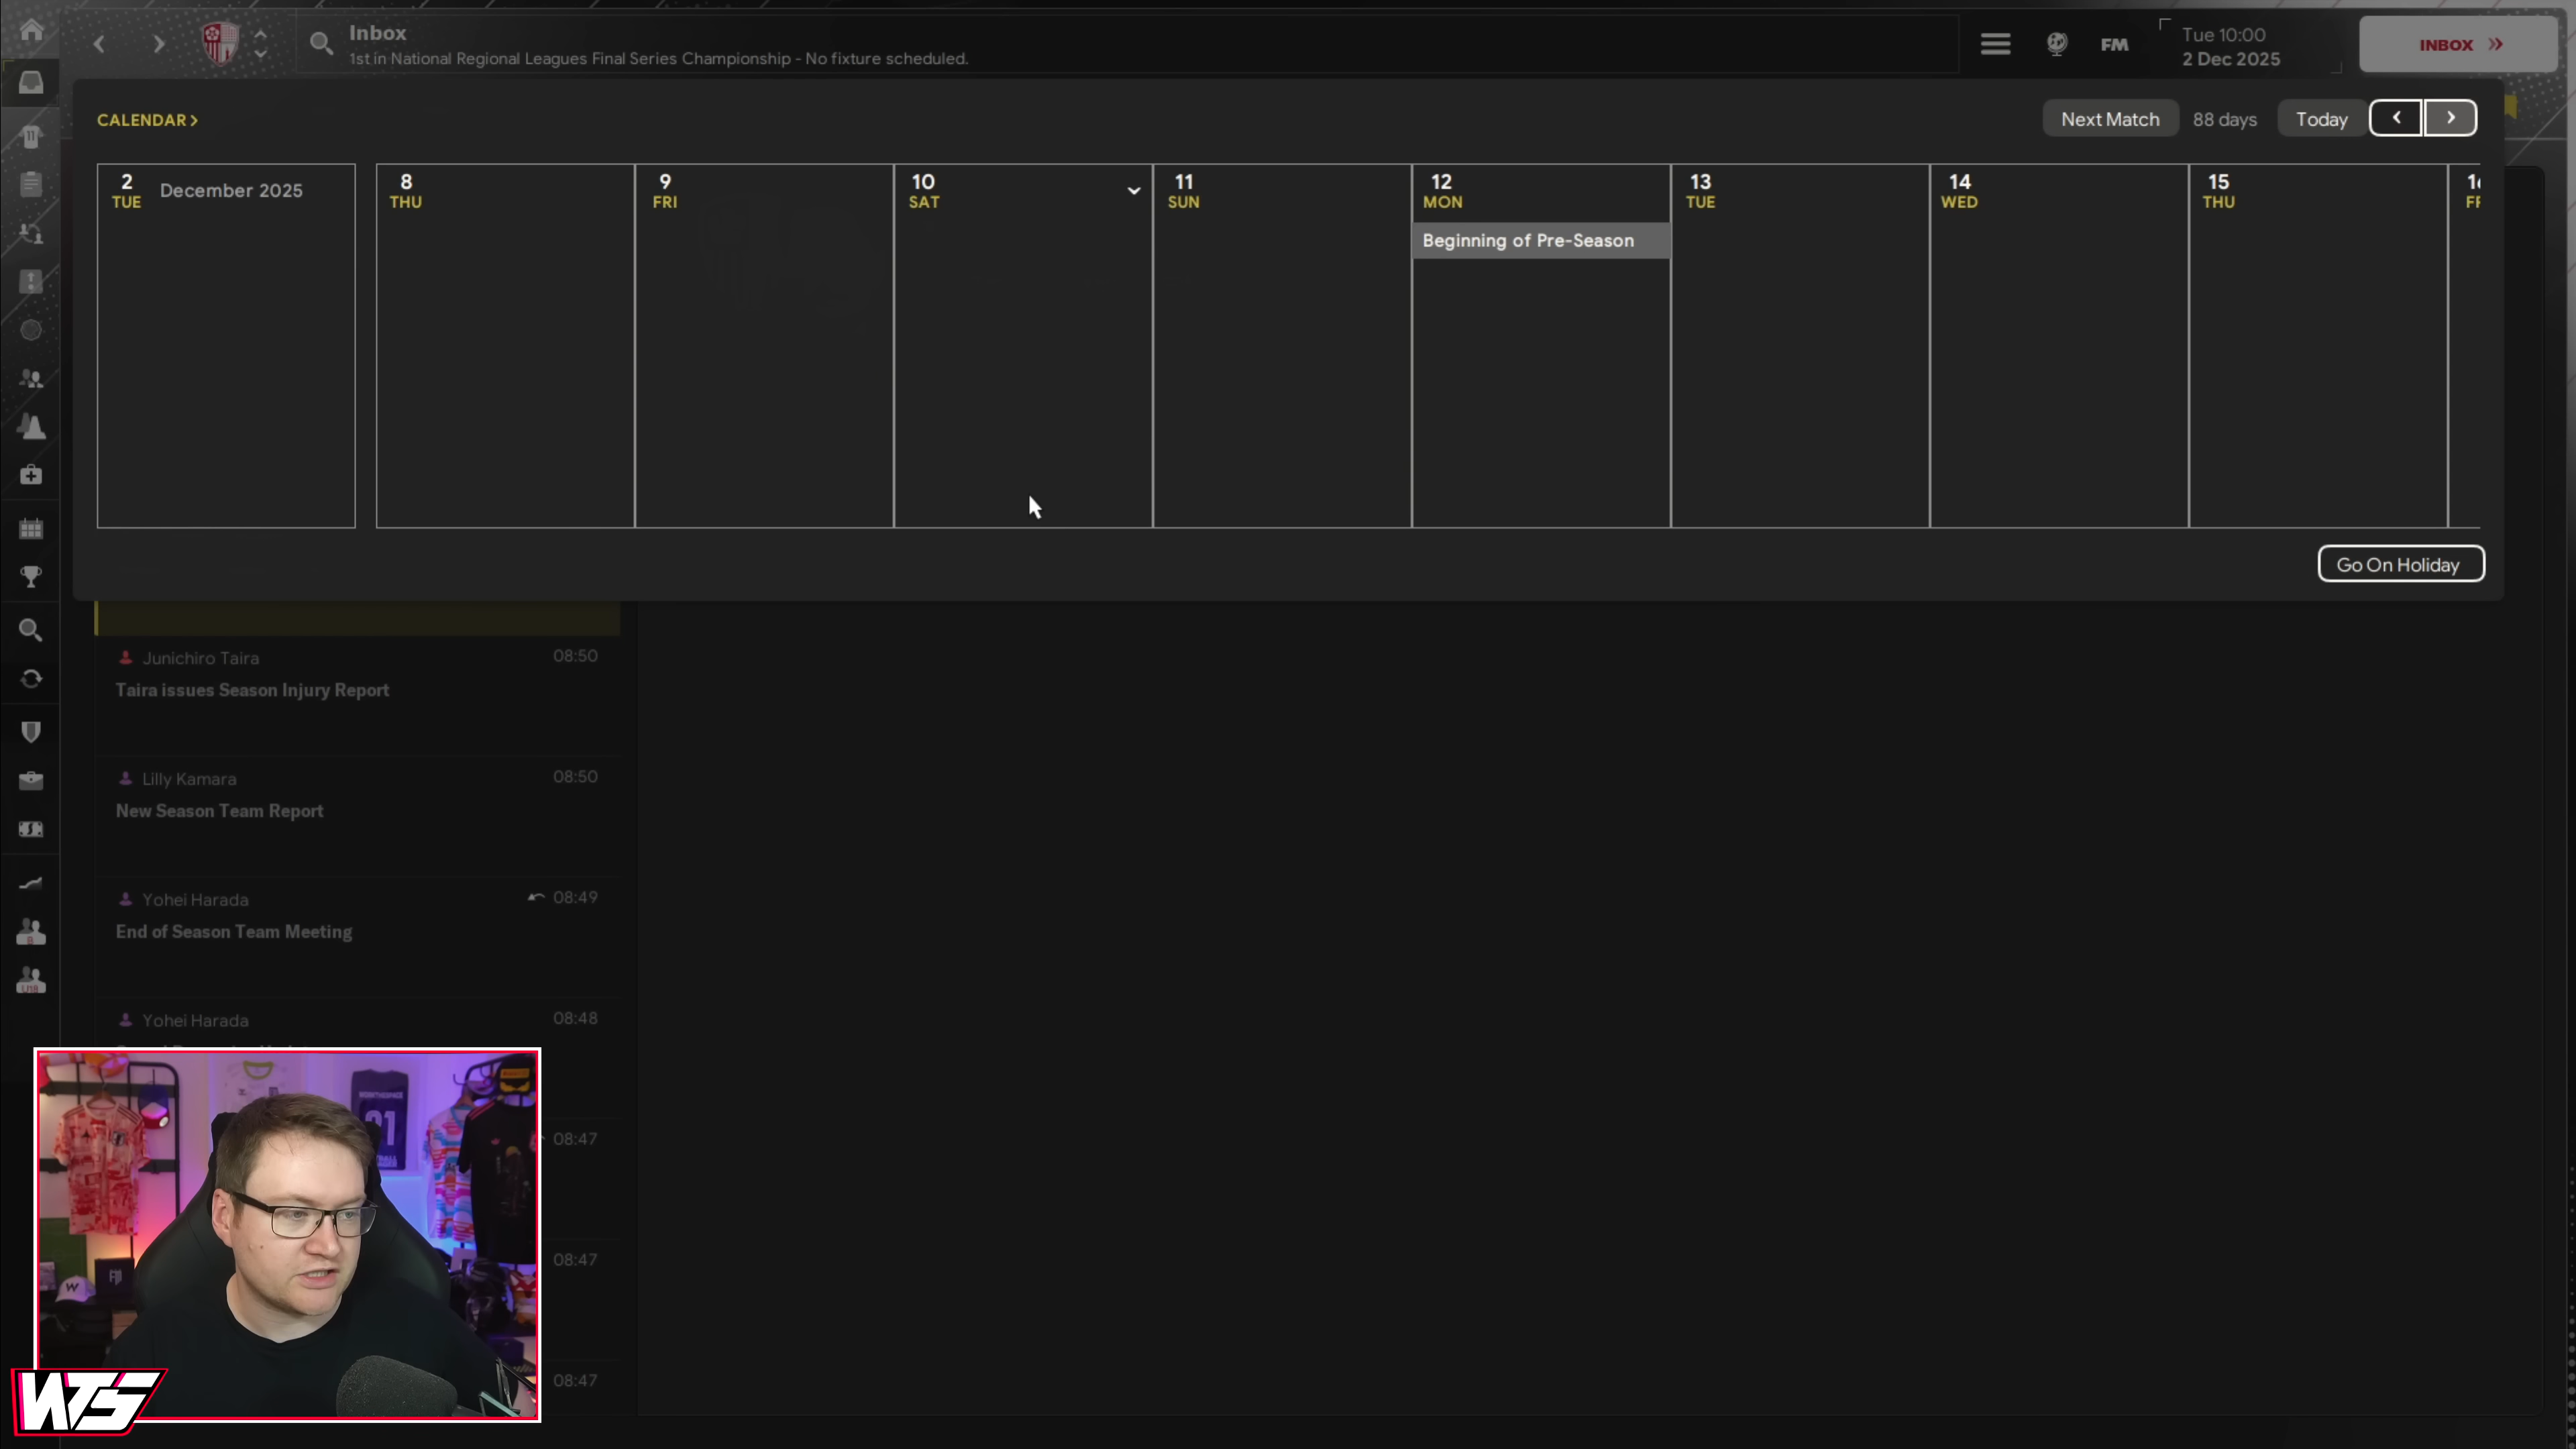 Inbox
1st in National Regional Leagues Final Series Championship - No fixture scheduled.
FM
Tue 10:00
2 Dec 2025
INBOX
CALENDAR
Next Match
88 days
Today
2 TUE December 2025
8 THU
9 FRI
10 SAT
11 SUN
12 MON
13 TUE
14 WED
15 THU
Beginning of Pre-Season
Go On Holiday
Junichiro Taira 08:50
Taira issues Season Injury Report
Lilly Kamara 08:50
New Season Team Report
Yohei Harada 08:49
End of Season Team Meeting
Yohei Harada 08:48
08:47
08:47
08:47
WTS